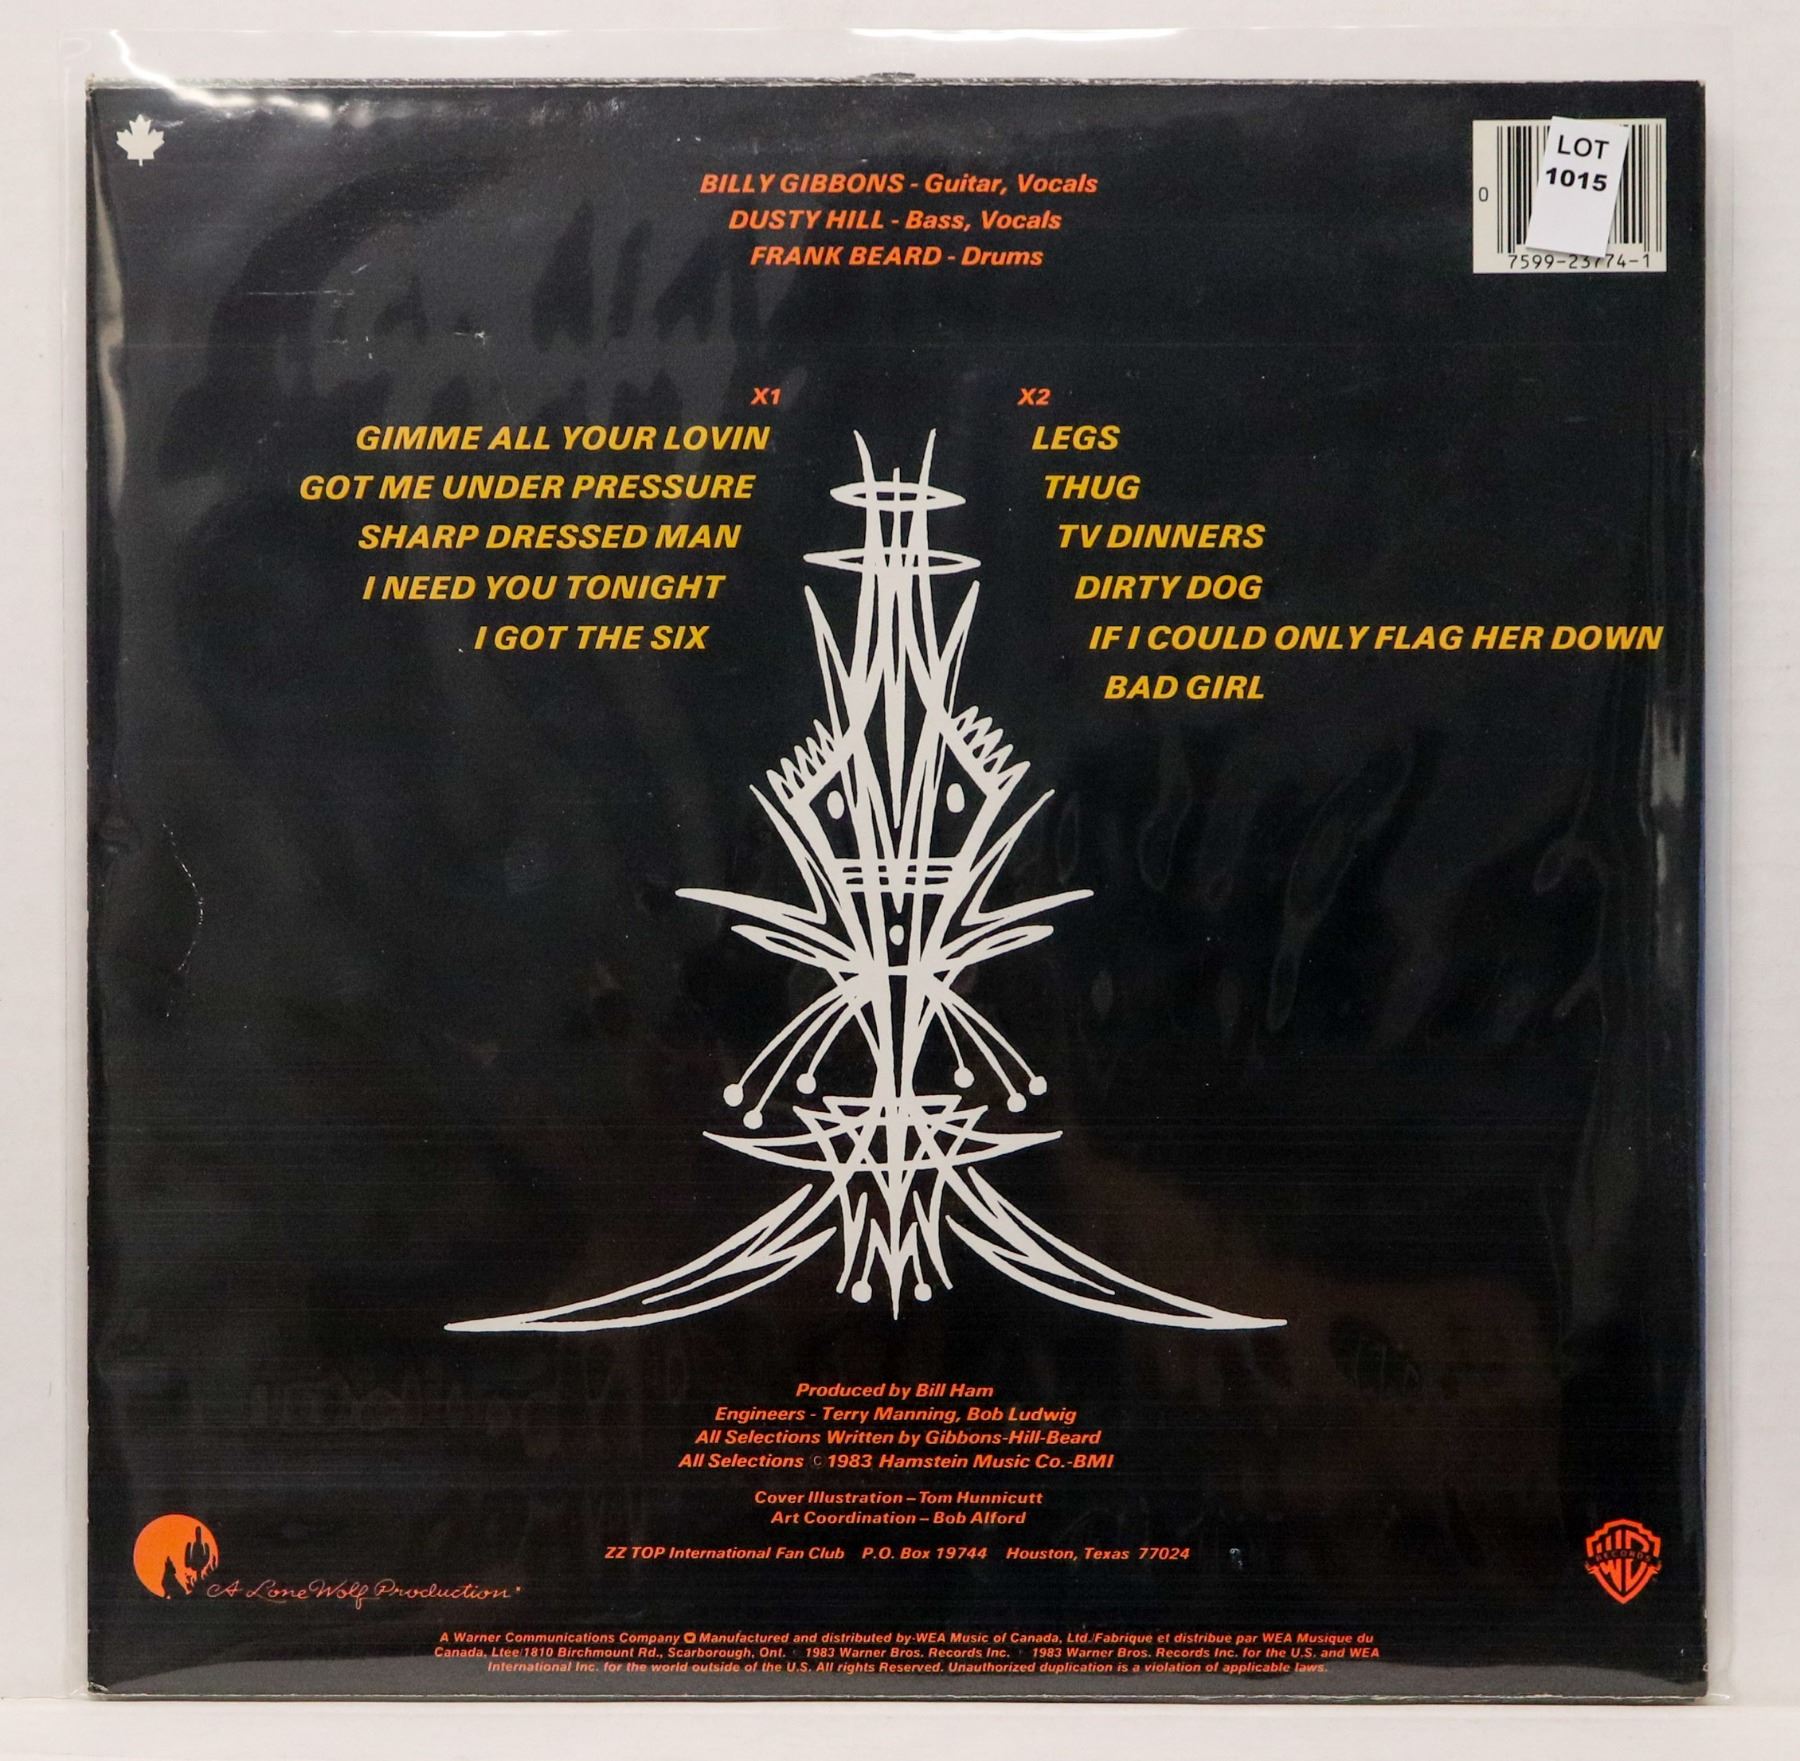 LOT
1015
0
7599-23774-1
BILLY GIBBONS - Guitar, Vocals
DUSTY HILL - Bass, Vocals
FRANK BEARD - Drums
X1
GIMME ALL YOUR LOVIN
GOT ME UNDER PRESSURE
SHARP DRESSED MAN
I NEED YOU TONIGHT
I GOT THE SIX
X2
LEGS
THUG
TV DINNERS
DIRTY DOG
IF I COULD ONLY FLAG HER DOWN
BAD GIRL
Produced by Bill Ham
Engineers - Terry Manning, Bob Ludwig
All Selections Written by Gibbons-Hill-Beard
All Selections © 1983 Hamstein Music Co.-BMI
Cover Illustration – Tom Hunnicutt
Art Coordination – Bob Alford
ZZ TOP International Fan Club P.O. Box 19744 Houston, Texas 77024
A Lone Wolf Production
RECORDS
A Warner Communications Company Manufactured and distributed by-WEA Music of Canada, Ltd./Fabrique et distribue par WEA Musique du
Canada, Ltee/1810 Birchmount Rd., Scarborough, Ont. 1983 Warner Bros. Records Inc. 1983 Warner Bros. Records Inc. for the U.S. and WEA
International Inc. for the world outside of the U.S. All rights Reserved. Unauthorized duplication is a violation of applicable laws.